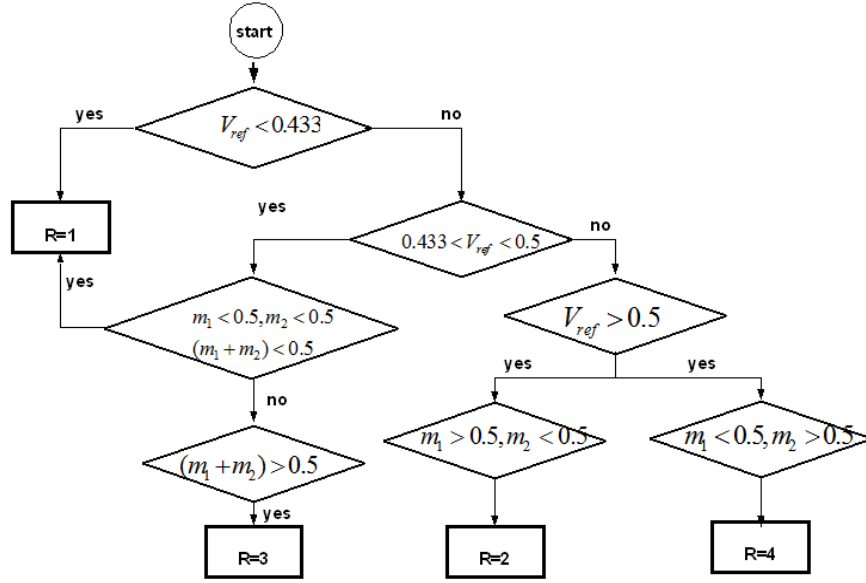 start
yes
V_ref < 0.433
no
R=1
yes
0.433 < V_ref < 0.5
no
yes
m_1 < 0.5, m_2 < 0.5
(m_1 + m_2) < 0.5
V_ref > 0.5
yes
yes
no
m_1 > 0.5, m_2 < 0.5
m_1 < 0.5, m_2 > 0.5
(m_1 + m_2) > 0.5
yes
R=3
R=2
R=4